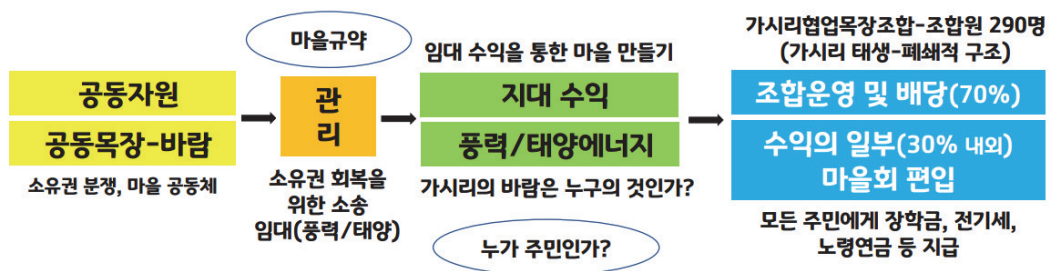 공동자원
공동목장-바람
소유권 분쟁, 마을 공동체
마을규약
관
리
소유권 회복을
위한 소송
임대(풍력/태양)
임대 수익을 통한 마을 만들기
지대 수익
풍력/태양에너지
가시리의 바람은 누구의 것인가?
누가 주민인가?
가시리협업목장조합-조합원 290명
(가시리 태생-폐쇄적 구조)
조합운영 및 배당(70%)
수익의 일부(30% 내외)
마을회 편입
모든 주민에게 장학금, 전기세,
노령연금 등 지급